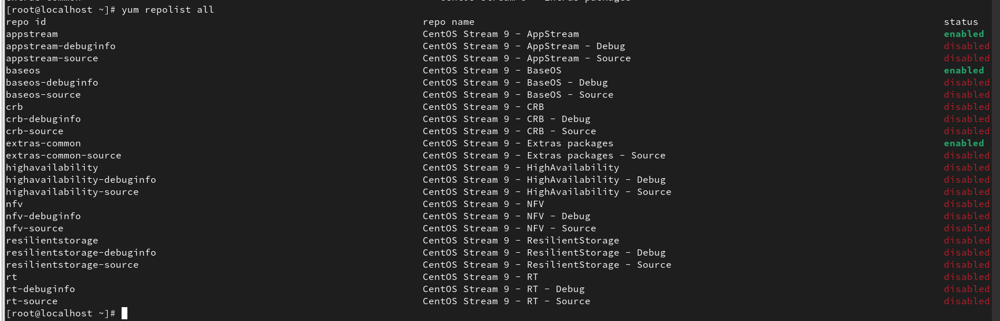 [root@localhost ~]# yum repolist all
repo id repo name status
appstream CentOS Stream 9 - AppStream enabled
appstream-debuginfo CentOS Stream 9 - AppStream - Debug disabled
appstream-source CentOS Stream 9 - AppStream - Source disabled
baseos CentOS Stream 9 - BaseOS enabled
baseos-debuginfo CentOS Stream 9 - BaseOS - Debug disabled
baseos-source CentOS Stream 9 - BaseOS - Source disabled
crb CentOS Stream 9 - CRB disabled
crb-debuginfo CentOS Stream 9 - CRB - Debug disabled
crb-source CentOS Stream 9 - CRB - Source disabled
extras-common CentOS Stream 9 - Extras packages enabled
extras-common-source CentOS Stream 9 - Extras packages - Source disabled
highavailability CentOS Stream 9 - HighAvailability disabled
highavailability-debuginfo CentOS Stream 9 - HighAvailability - Debug disabled
highavailability-source CentOS Stream 9 - HighAvailability - Source disabled
nfv CentOS Stream 9 - NFV disabled
nfv-debuginfo CentOS Stream 9 - NFV - Debug disabled
nfv-source CentOS Stream 9 - NFV - Source disabled
resilientstorage CentOS Stream 9 - ResilientStorage disabled
resilientstorage-debuginfo CentOS Stream 9 - ResilientStorage - Debug disabled
resilientstorage-source CentOS Stream 9 - ResilientStorage - Source disabled
rt CentOS Stream 9 - RT disabled
rt-debuginfo CentOS Stream 9 - RT - Debug disabled
rt-source CentOS Stream 9 - RT - Source disabled
[root@localhost ~]#